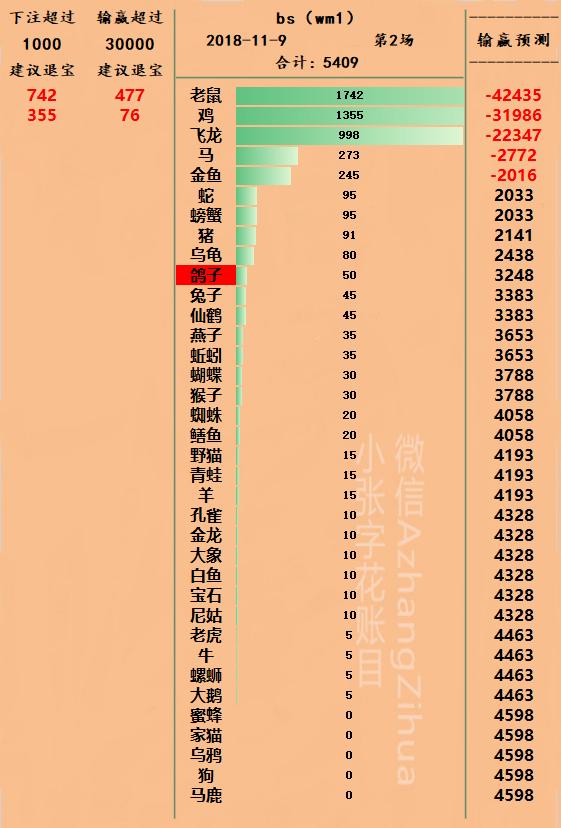 下注超过 输赢超过
1000 30000
建议退宝 建议退宝
742 477
355 76
bs（wm1）
2018-11-9 第2场
合计：5409
输赢预测
老鼠 1742 -42435
鸡 1355 -31986
飞龙 998 -22347
马 273 -2772
金鱼 245 -2016
蛇 95 2033
螃蟹 95 2033
猪 91 2141
乌龟 80 2438
鸽子 50 3248
兔子 45 3383
仙鹤 45 3383
燕子 35 3653
蚯蚓 35 3653
蝴蝶 30 3788
猴子 30 3788
蜘蛛 20 4058
鳝鱼 20 4058
野猫 15 4193
青蛙 15 4193
羊 15 4193
孔雀 10 4328
金龙 10 4328
大象 10 4328
白鱼 10 4328
宝石 10 4328
尼姑 10 4328
老虎 5 4463
牛 5 4463
螺蛳 5 4463
大鹅 5 4463
蜜蜂 0 4598
家猫 0 4598
乌鸦 0 4598
狗 0 4598
马鹿 0 4598
微信AzhangZihua
小张字花账目